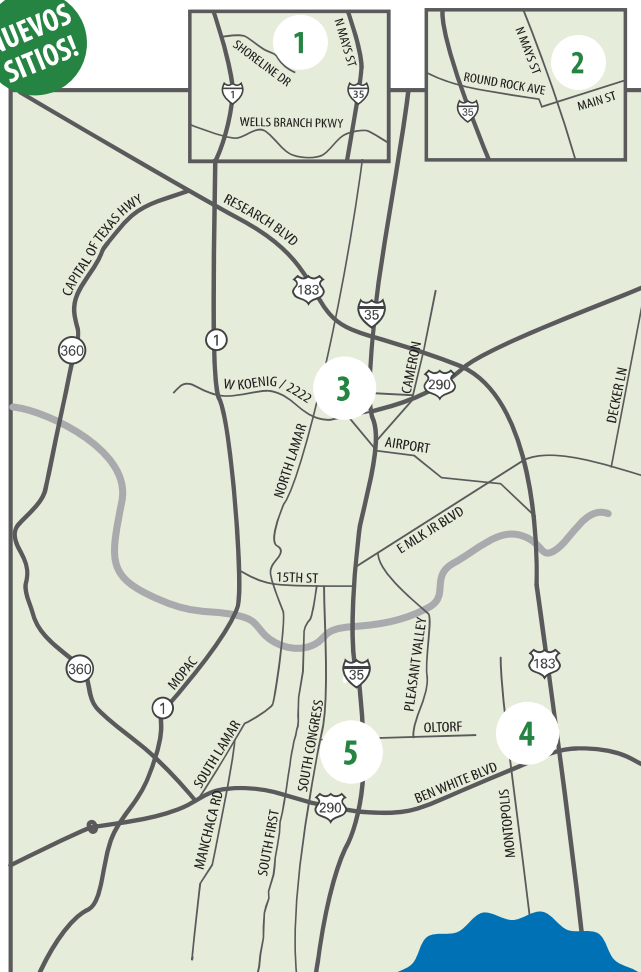 NUEVOS
SITIOS!
1
SHORELINE DR
N MAYS ST
1
35
WELLS BRANCH PKWY
2
N MAYS ST
ROUND ROCK AVE
MAIN ST
35
CAPITAL OF TEXAS HWY
RESEARCH BLVD
183
35
1
360
CAMERON
290
3
W KOENIG / 2222
DECKER LN
NORTH LAMAR
AIRPORT
E MLK JR BLVD
15TH ST
PLEASANT VALLEY
360
MOPAC
35
183
1
SOUTH LAMAR
SOUTH CONGRESS
OLTORF
4
5
BEN WHITE BLVD
290
MANCHACA RD
SOUTH FIRST
MONTOPOLIS